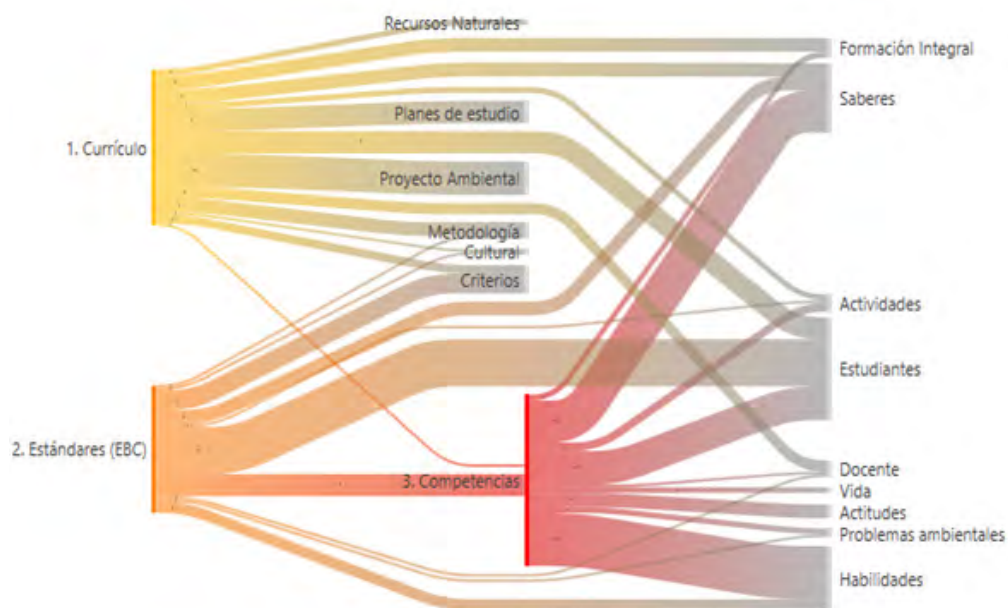 Recursos Naturales
Formación Integral
Saberes
Planes de estudio
1. Currículo
Proyecto Ambiental
Metodología
Cultural
Criterios
Actividades
Estudiantes
2. Estándares (EBC)
3. Competencias
Docente
Vida
Actitudes
Problemas ambientales
Habilidades